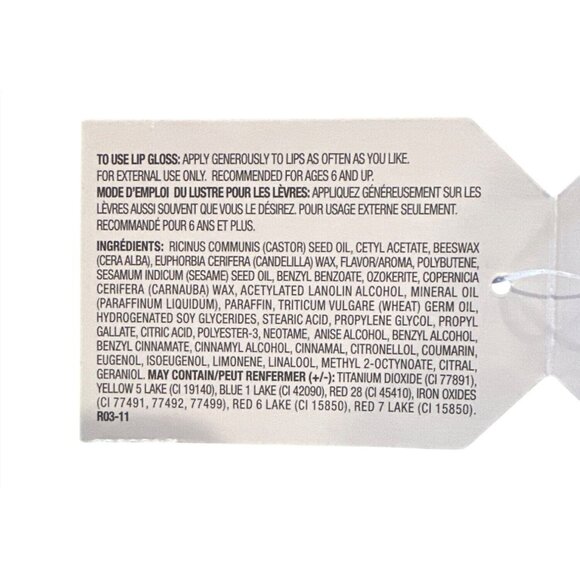 TO USE LIP GLOSS: APPLY GENEROUSLY TO LIPS AS OFTEN AS YOU LIKE.
FOR EXTERNAL USE ONLY. RECOMMENDED FOR AGES 6 AND UP.
MODE D'EMPLOI DU LUSTRE POUR LES LÈVRES: APPLIQUEZ GÉNÉREUSEMENT SUR LES
LÈVRES AUSSI SOUVENT QUE VOUS LE DÉSIREZ. POUR USAGE EXTERNE SEULEMENT.
RECOMMANDÉ POUR 6 ANS ET PLUS.
INGRÉDIENTS: RICINUS COMMUNIS (CASTOR) SEED OIL, CETYL ACETATE, BEESWAX
(CERA ALBA), EUPHORBIA CERIFERA (CANDELILLA) WAX, FLAVOR/AROMA, POLYBUTENE,
SESAMUM INDICUM (SESAME) SEED OIL, BENZYL BENZOATE, OZOKERITE, COPERNICIA
CERIFERA (CARNAUBA) WAX, ACETYLATED LANOLIN ALCOHOL, MINERAL OIL
(PARAFFINUM LIQUIDUM), PARAFFIN, TRITICUM VULGARE (WHEAT) GERM OIL,
HYDROGENATED SOY GLYCERIDES, STEARIC ACID, PROPYLENE GLYCOL, PROPYL
GALLATE, CITRIC ACID, POLYESTER-3, NEOTAME, ANISE ALCOHOL, BENZYL ALCOHOL,
BENZYL CINNAMATE, CINNAMYL ALCOHOL, CINNAMAL, CITRONELLOL, COUMARIN,
EUGENOL, ISOEUGENOL, LIMONENE, LINALOOL, METHYL 2-OCTYNOATE, CITRAL,
GERANIOL. MAY CONTAIN/PEUT RENFERMER (+/-): TITANIUM DIOXIDE (CI 77891),
YELLOW 5 LAKE (CI 19140), BLUE 1 LAKE (CI 42090), RED 28 (CI 45410), IRON OXIDES
(CI 77491, 77492, 77499), RED 6 LAKE (CI 15850), RED 7 LAKE (CI 15850).
R03-11